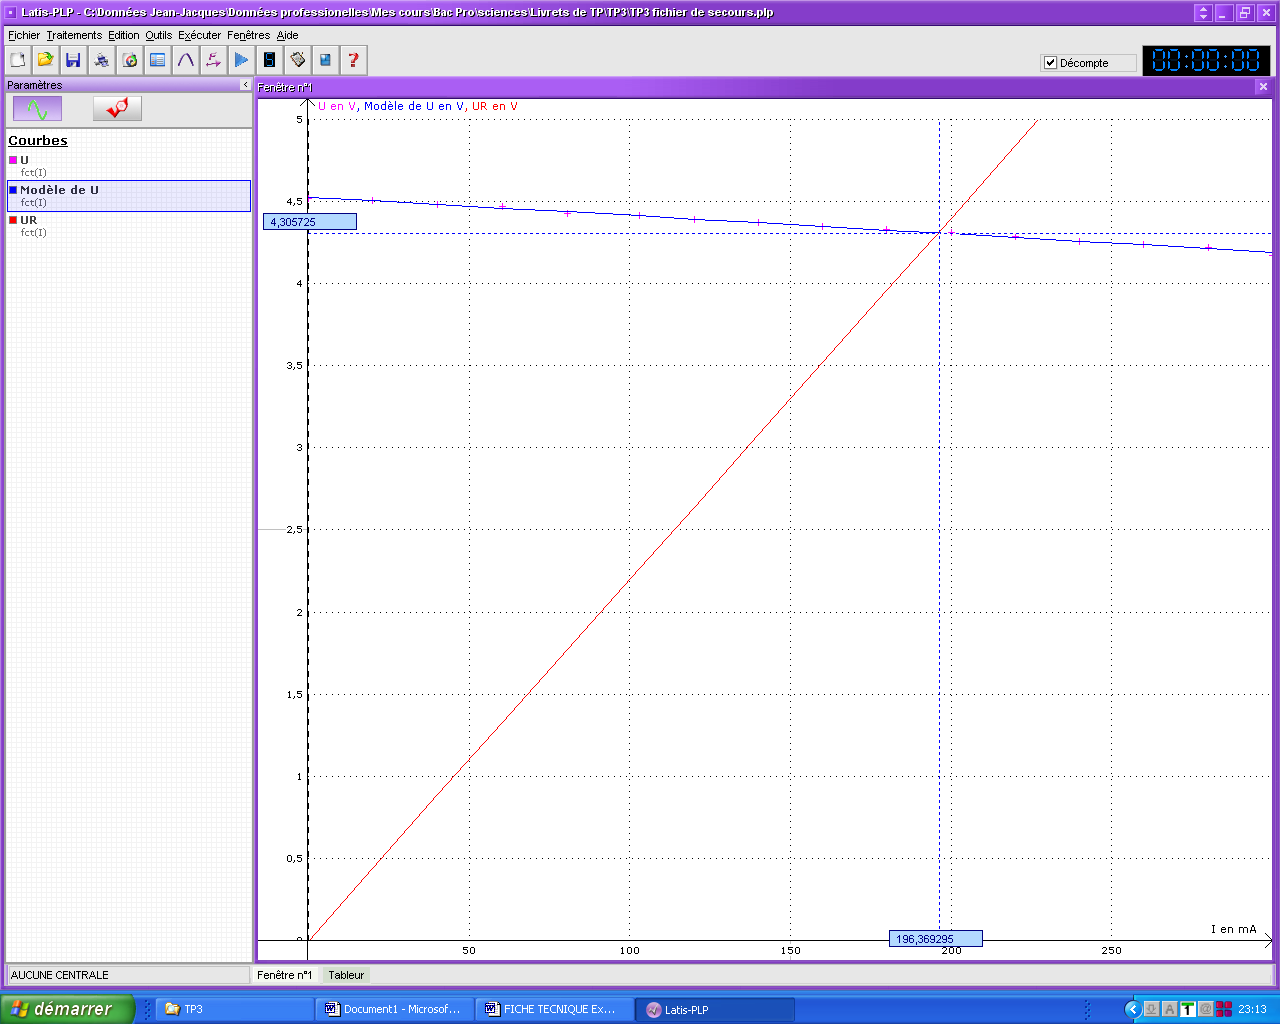 Latis-PLP - C:\Données Jean-Jacques\Données professionelles\Mes cours\Bac Pro\sciences\Livrets de TP\TP3\TP3 fichier de secours.plp
Fichier Traitements Edition Outils Exécuter Fenêtres Aide
Décompte 00:00:00
Paramètres
Fenêtre n°1
U en V, Modèle de U en V, UR en V
Courbes
U
fct(I)
Modèle de U
fct(I)
UR
fct(I)
5
4,5
4,305725
4
3,5
3
2,5
2
1,5
1
0,5
0
I en mA
196,369295
50 100 150 200 250
AUCUNE CENTRALE
Fenêtre n°1 Tableur
démarrer
TP3
Document1 - Microsof...
FICHE TECNIQUE Ex...
Latis-PLP
23:13